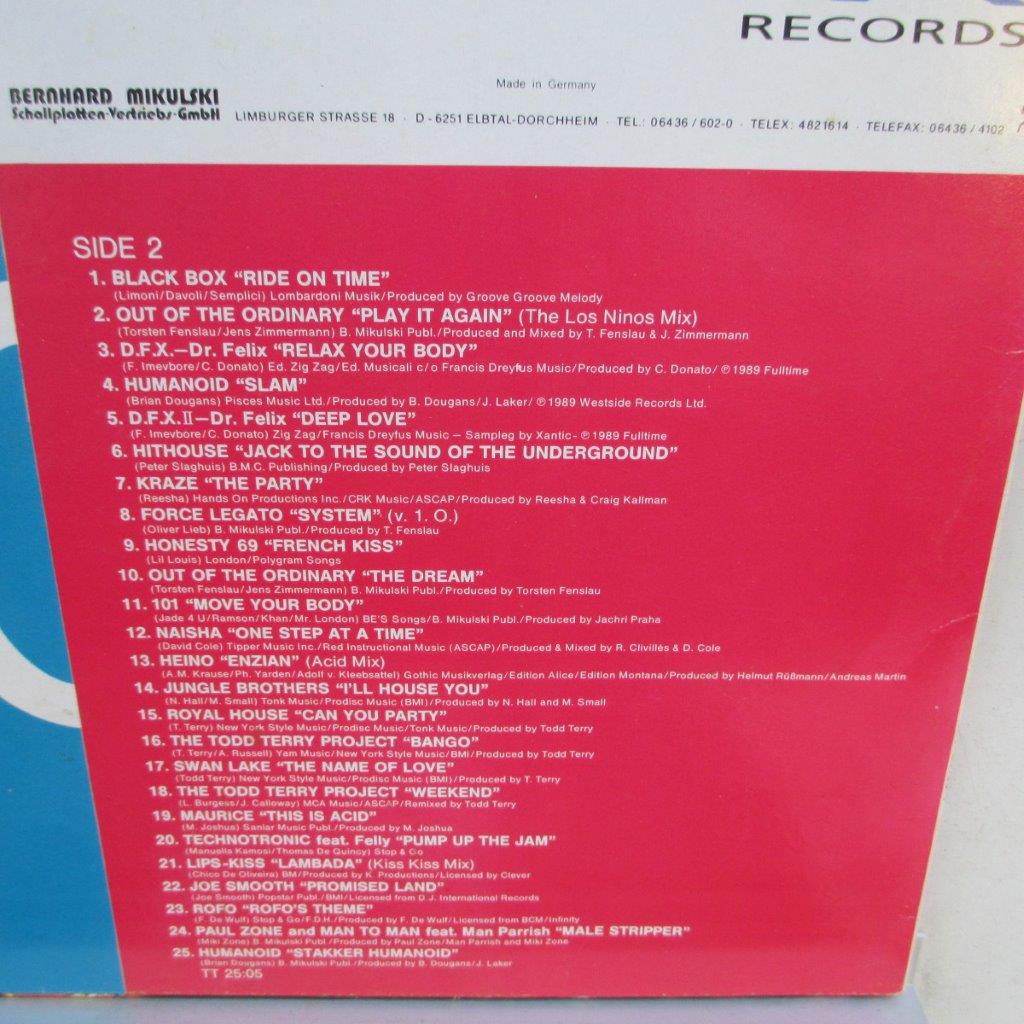 RECORDS
Made in Germany
BERNHARD MIKULSKI
Schallplatten-Vertriebs-GmbH
LIMBURGER STRASSE 18 · D-6251 ELBTAL-DORCHHEIM · TEL.: 06436/602-0 · TELEX: 4821614 · TELEFAX: 06436/4102
SIDE 2
1. BLACK BOX “RIDE ON TIME”
(Limoni/Davoli/Semplici) Lombardoni Musik/Produced by Groove Groove Melody
2. OUT OF THE ORDINARY “PLAY IT AGAIN” (The Los Ninos Mix)
(Torsten Fenslau/Jens Zimmermann) B. Mikulski Publ./Produced and Mixed by T. Fenslau & J. Zimmermann
3. D.F.X.—Dr. Felix “RELAX YOUR BODY”
(F. Imevbore/C. Donato) Ed. Zig Zag/Ed. Musicali c/o Francis Dreyfus Music/Produced by C. Donato/ ℗ 1989 Fulltime
4. HUMANOID “SLAM”
(Brian Dougans) Pisces Music Ltd./Produced by B. Dougans/J. Laker/ ℗ 1989 Westside Records Ltd.
5. D.F.X.II—Dr. Felix “DEEP LOVE”
(F. Imevbore/C. Donato) Zig Zag/Francis Dreyfus Music — Sampleg by Xantic- ℗ 1989 Fulltime
6. HITHOUSE “JACK TO THE SOUND OF THE UNDERGROUND”
(Peter Slaghuis) B.M.C. Publishing/Produced by Peter Slaghuis
7. KRAZE “THE PARTY”
(Reesha) Hands On Productions Inc./CRK Music/ASCAP/Produced by Reesha & Craig Kallman
8. FORCE LEGATO “SYSTEM” (v. 1. O.)
(Oliver Lieb) B. Mikulski Publ./Produced by T. Fenslau
9. HONESTY 69 “FRENCH KISS”
(Lil Louis) London/Polygram Songs
10. OUT OF THE ORDINARY “THE DREAM”
(Torsten Fenslau/Jens Zimmermann) B. Mikulski Publ./Produced by Torsten Fenslau
11. 101 “MOVE YOUR BODY”
(Jade 4 U/Ramson/Khan/Mr. London) BE'S Songs/B. Mikulski Publ./Produced by Jachri Praha
12. NAISHA “ONE STEP AT A TIME”
(David Cole) Tipper Music Inc./Red Instructional Music (ASCAP)/Produced & Mixed by R. Clivillés & D. Cole
13. HEINO “ENZIAN” (Acid Mix)
(A.M. Krause/Ph. Yarden/Adolf v. Kleebsattel) Gothic Musikverlag/Edition Alice/Edition Montana/Produced by Helmut Rüßmann/Andreas Martin
14. JUNGLE BROTHERS “I'LL HOUSE YOU”
(N. Hall/M. Small) Tonk Music/Prodisc Music (BMI)/Produced by N. Hall and M. Small
15. ROYAL HOUSE “CAN YOU PARTY”
(T. Terry) New York Style Music/Prodisc Music/Tonk Music/Produced by Todd Terry
16. THE TODD TERRY PROJECT “BANGO”
(T. Terry/A. Russell) Yam Music/New York Style Music/BMI/Produced by Todd Terry
17. SWAN LAKE “THE NAME OF LOVE”
(Todd Terry) New York Style Music/Prodisc Music (BMI)/Produced by T. Terry
18. THE TODD TERRY PROJECT “WEEKEND”
(L. Burgess/J. Calloway) MCA Music/ASCAP/Remixed by Todd Terry
19. MAURICE “THIS IS ACID”
(M. Joshua) Sanlar Music Publ./Produced by M. Joshua
20. TECHNOTRONIC feat. Felly “PUMP UP THE JAM”
(Manuella Kamosi/Thomas De Quincy) Stop & Go
21. LIPS-KISS “LAMBADA” (Kiss Kiss Mix)
(Chico De Oliveira) BM/Produced by K. Productions/Licensed by Clever
22. JOE SMOOTH “PROMISED LAND”
(Joe Smooth) Popstar Publ./BMI/Licensed from D.J. International Records
23. ROFO “ROFO'S THEME”
(F. De Wulf) Stop & Go/F.D.H./Produced by F. De Wulf/Licensed from BCM/Infinity
24. PAUL ZONE and MAN TO MAN feat. Man Parrish “MALE STRIPPER”
(Miki Zone) B. Mikulski Publ./Produced by Paul Zone/Man Parrish and Miki Zone
25. HUMANOID “STAKKER HUMANOID”
(Brian Dougans) B. Mikulski Publ./Produced by B. Dougans/J. Laker
TT 25:05